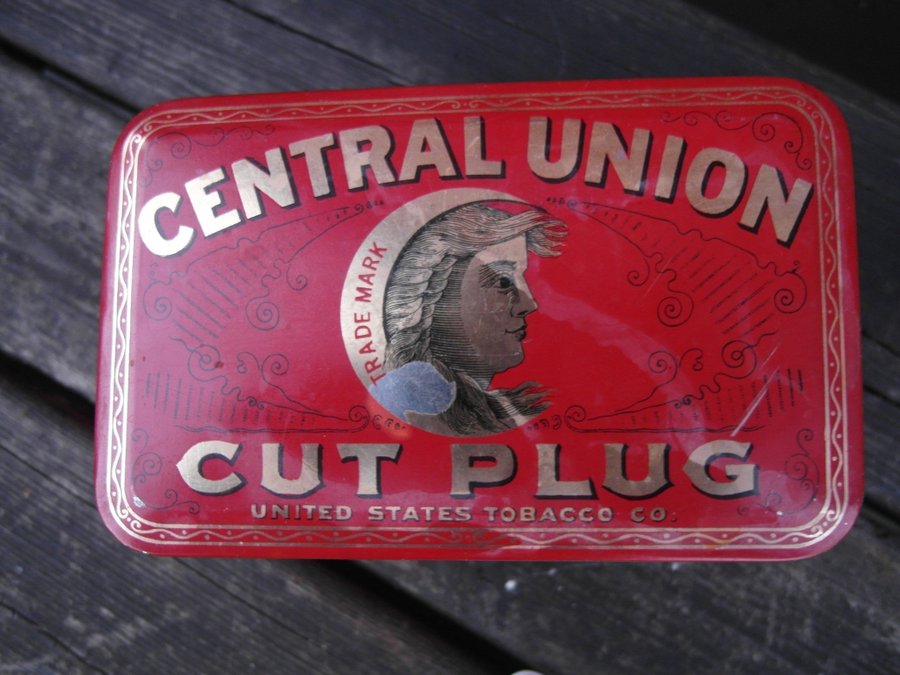 CENTRAL UNION
TRADE MARK
CUT PLUG
UNITED STATES TOBACCO CO.